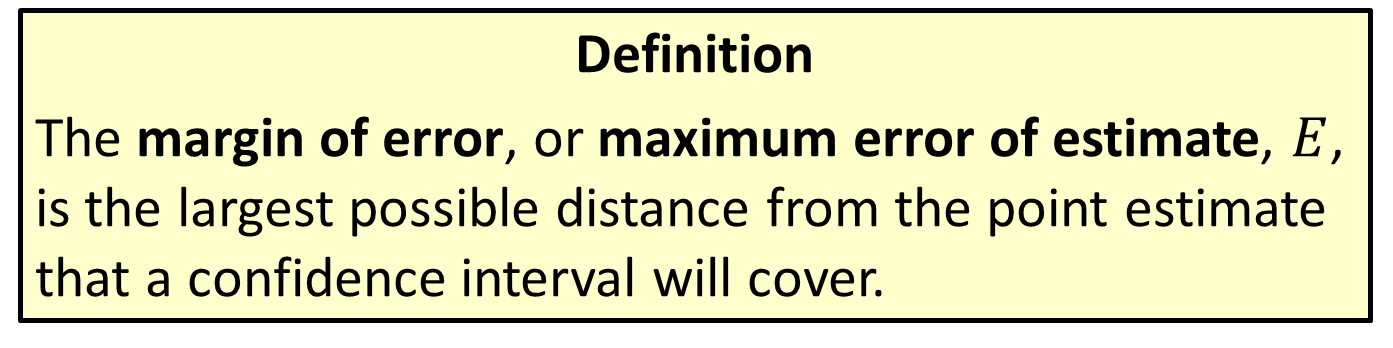 Definition
The margin of error, or maximum error of estimate, E,
is the largest possible distance from the point estimate
that a confidence interval will cover.